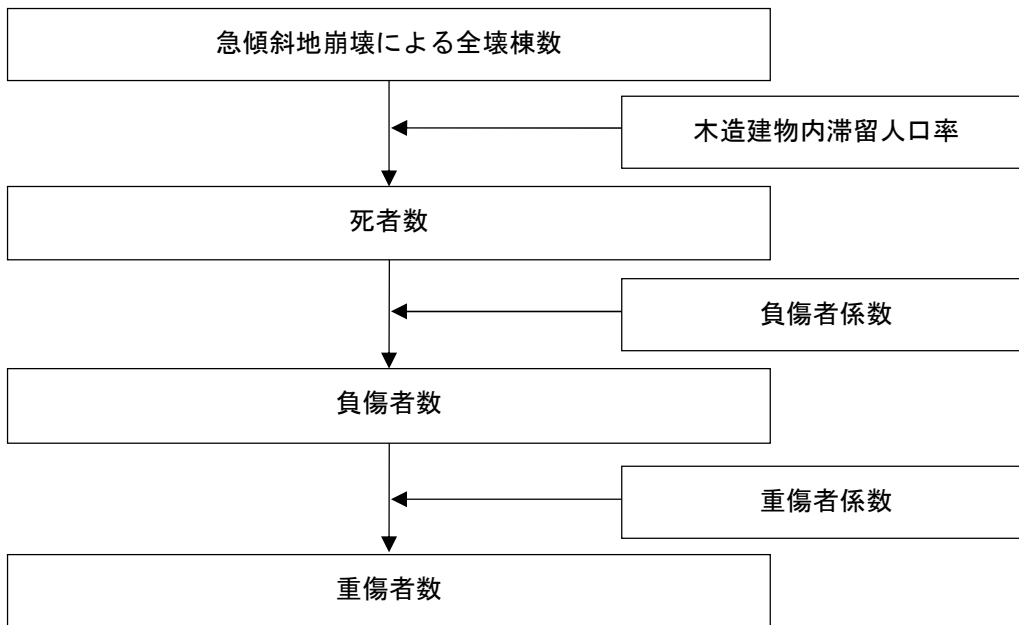 急傾斜地崩壊による全壊棟数
木造建物内滞留人口率
死者数
負傷者係数
負傷者数
重傷者係数
重傷者数